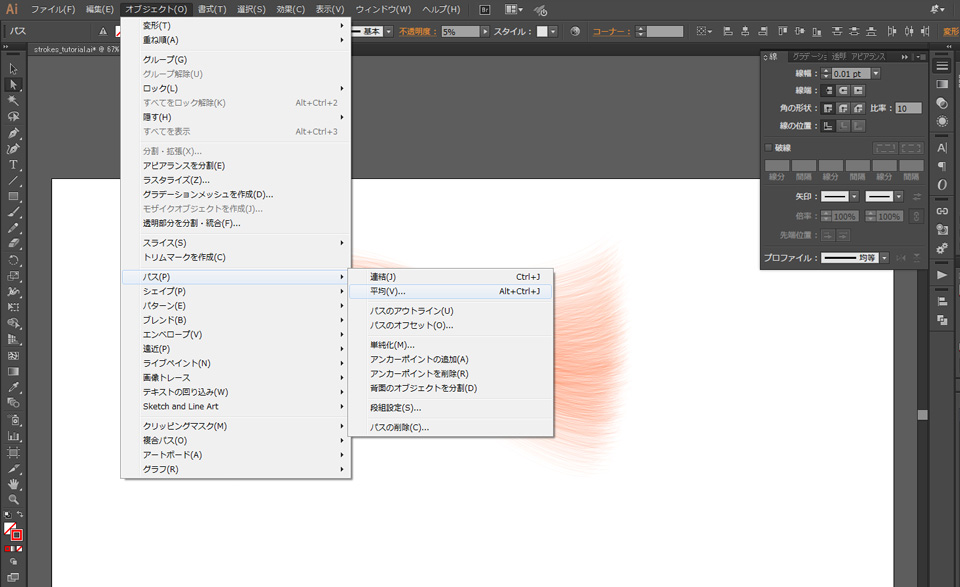 Ai ファイル(F) 編集(E) オブジェクト(O) 書式(T) 選択(S) 効果(C) 表示(V) ウィンドウ(W) ヘルプ(H) Br
パス 基本 不透明度： 5% スタイル： コーナー： 変形
strokes_tutorial.ai* @ 67%
変形(T)
重ね順(A)
グループ(G)
グループ解除(U)
ロック(L)
すべてをロック解除(K) Alt+Ctrl+2
隠す(H)
すべてを表示 Alt+Ctrl+3
分割・拡張(X)...
アピアランスを分割(E)
ラスタライズ(Z)...
グラデーションメッシュを作成(D)...
モザイクオブジェクトを作成(J)...
透明部分を分割・統合(F)...
スライス(S)
トリムマークを作成(C)
パス(P)
シェイプ(P)
パターン(E)
ブレンド(B)
エンベロープ(V)
遠近(P)
ライブペイント(N)
画像トレース
テキストの回り込み(W)
Sketch and Line Art
クリッピングマスク(M)
複合パス(O)
アートボード(A)
グラフ(R)
連結(J) Ctrl+J
平均(V)... Alt+Ctrl+J
パスのアウトライン(U)
パスのオフセット(O)...
単純化(M)...
アンカーポイントの追加(A)
アンカーポイントを削除(R)
背面のオブジェクトを分割(D)
段組設定(S)...
パスの削除(C)...
線 グラデーシ 透明 アピアランス
線幅： 0.01 pt
線端：
角の形状： 比率： 10
線の位置：
破線
線分 間隔 線分 間隔 線分 間隔
矢印：
倍率： 100% 100%
先端位置：
プロファイル： 均等